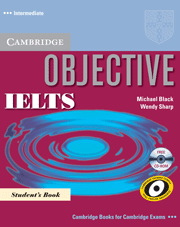 Intermediate
CAMBRIDGE
OBJECTIVE
IELTS
Michael Black
Wendy Sharp
FREE
CD-ROM
Student's Book
Cambridge Books for Cambridge Exams